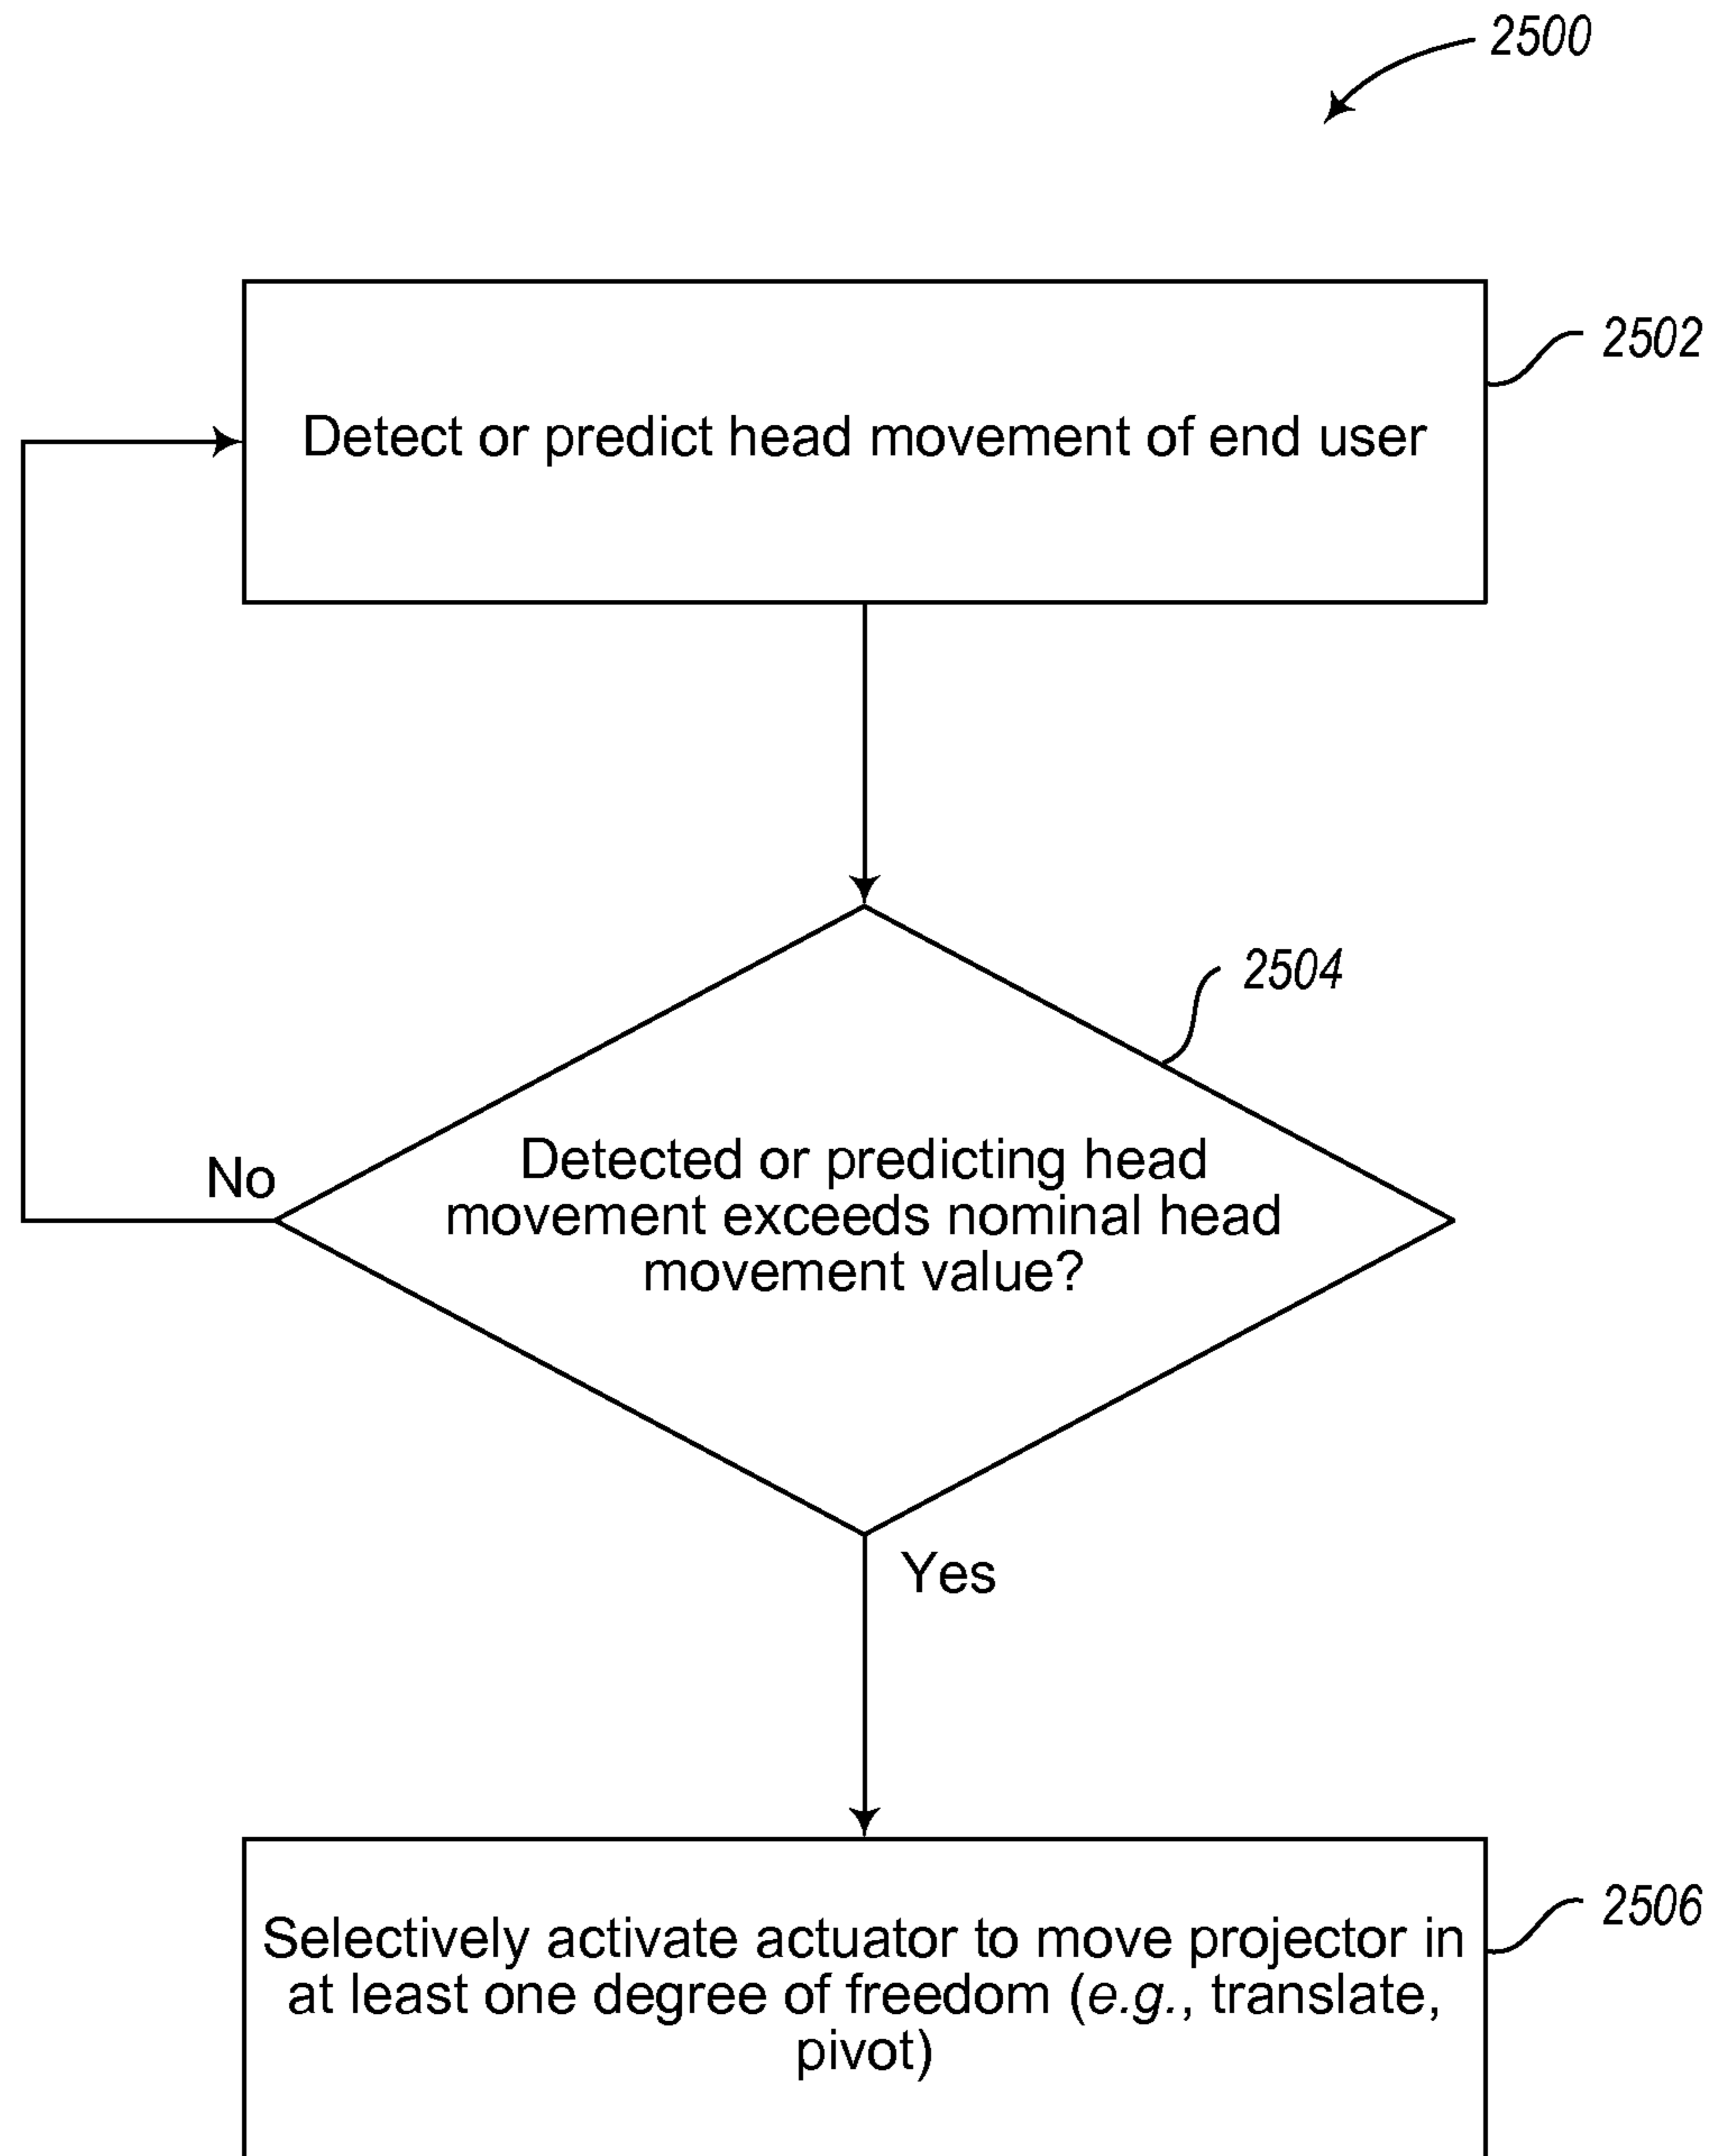 2500
2502
Detect or predict head movement of end user
2504
Detected or predicting head
movement exceeds nominal head
movement value?
No
Yes
2506
Selectively activate actuator to move projector in
at least one degree of freedom (e.g., translate,
pivot)